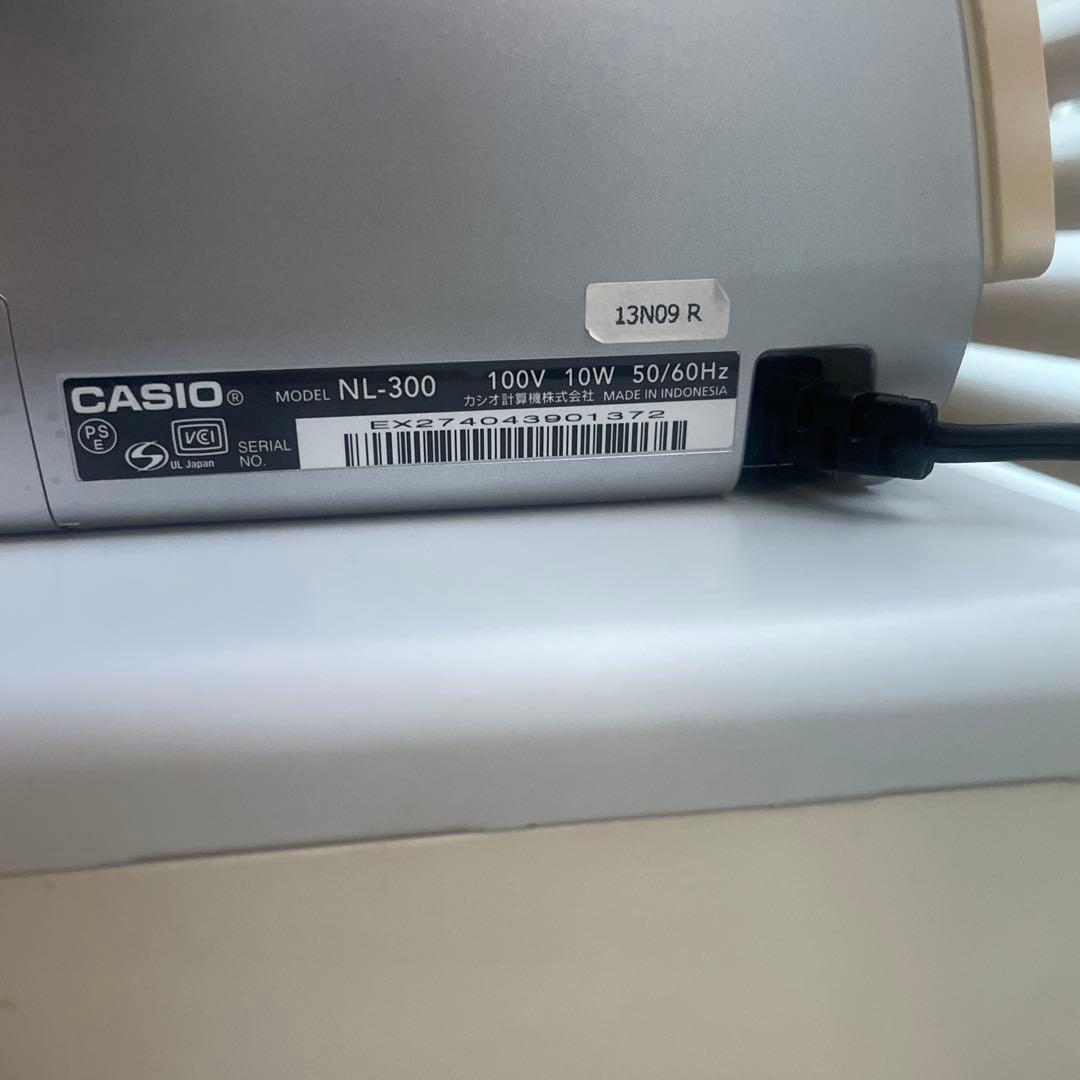 13N09 R
CASIO® MODEL NL-300 100V 10W 50/60Hz
カシオ計算機株式会社 MADE IN INDONESIA
PS E
VCI
UL Japan
SERIAL NO.
EX274043901372